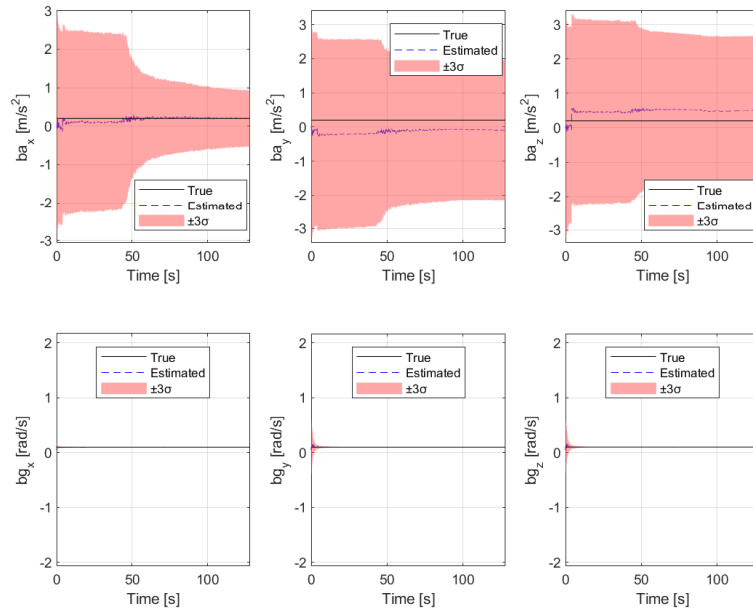 3
2
1
0
-1
-2
-3
ba_x [m/s²]
True
Estimated
±3σ
0
50
100
Time [s]
3
2
1
0
-1
-2
-3
ba_y [m/s²]
True
Estimated
±3σ
0
50
100
Time [s]
3
2
1
0
-1
-2
-3
ba_z [m/s²]
True
Estimated
±3σ
0
50
100
Time [s]
2
1
0
-1
-2
bg_x [rad/s]
True
Estimated
±3σ
0
50
100
Time [s]
2
1
0
-1
-2
bg_y [rad/s]
True
Estimated
±3σ
0
50
100
Time [s]
2
1
0
-1
-2
bg_z [rad/s]
True
Estimated
±3σ
0
50
100
Time [s]